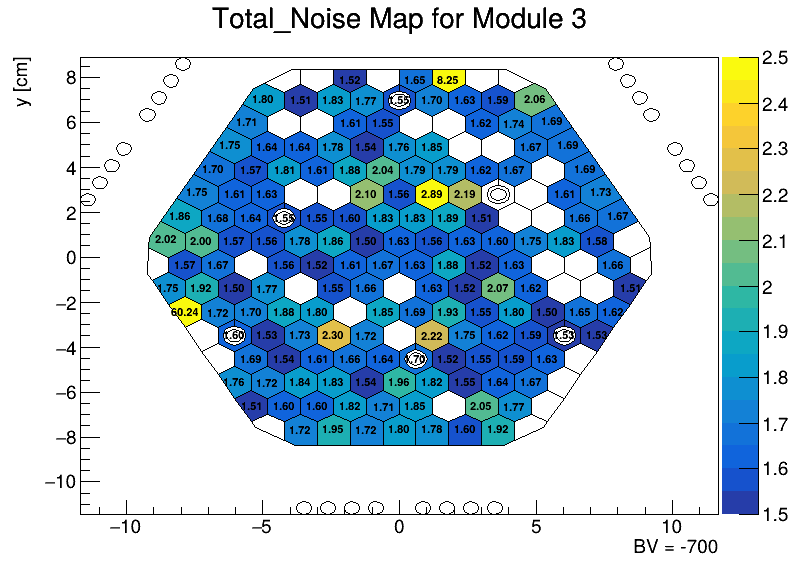 Total_Noise Map for Module 3
y [cm]
8 1.52 1.65 8.25 2.5
1.80 1.51 1.83 1.77 1.55 1.70 1.63 1.59 2.06
6 1.71 1.61 1.55 1.62 1.74 1.69 2.4
1.75 1.64 1.64 1.78 1.54 1.76 1.85 1.67 1.69
4 1.70 1.57 1.81 1.61 1.88 2.04 1.79 1.79 1.62 1.67 1.69 2.3
1.75 1.61 1.63 2.10 1.56 2.89 2.19 1.61 1.73
2 1.86 1.68 1.64 1.55 1.55 1.60 1.83 1.83 1.89 1.51 1.66 1.67 2.2
2.02 2.00 1.57 1.56 1.78 1.86 1.50 1.63 1.56 1.63 1.60 1.75 1.83 1.58 2.1
0 1.57 1.67 1.56 1.52 1.61 1.67 1.63 1.88 1.52 1.63 1.66 2
1.75 1.92 1.50 1.77 1.55 1.66 1.63 1.52 2.07 1.62 1.51
−2 60.24 1.72 1.70 1.88 1.80 1.85 1.69 1.93 1.55 1.80 1.50 1.65 1.62 1.9
1.60 1.53 1.73 2.30 1.72 2.22 1.75 1.62 1.59 1.53 1.53
−4 1.69 1.54 1.61 1.66 1.64 1.70 1.52 1.55 1.59 1.63 1.8
1.76 1.72 1.84 1.83 1.54 1.96 1.82 1.55 1.64 1.67
−6 1.51 1.60 1.60 1.82 1.71 1.85 2.05 1.77 1.7
−8 1.72 1.95 1.72 1.80 1.78 1.60 1.92 1.6
−10 1.5
−10 −5 0 5 10
BV = -700